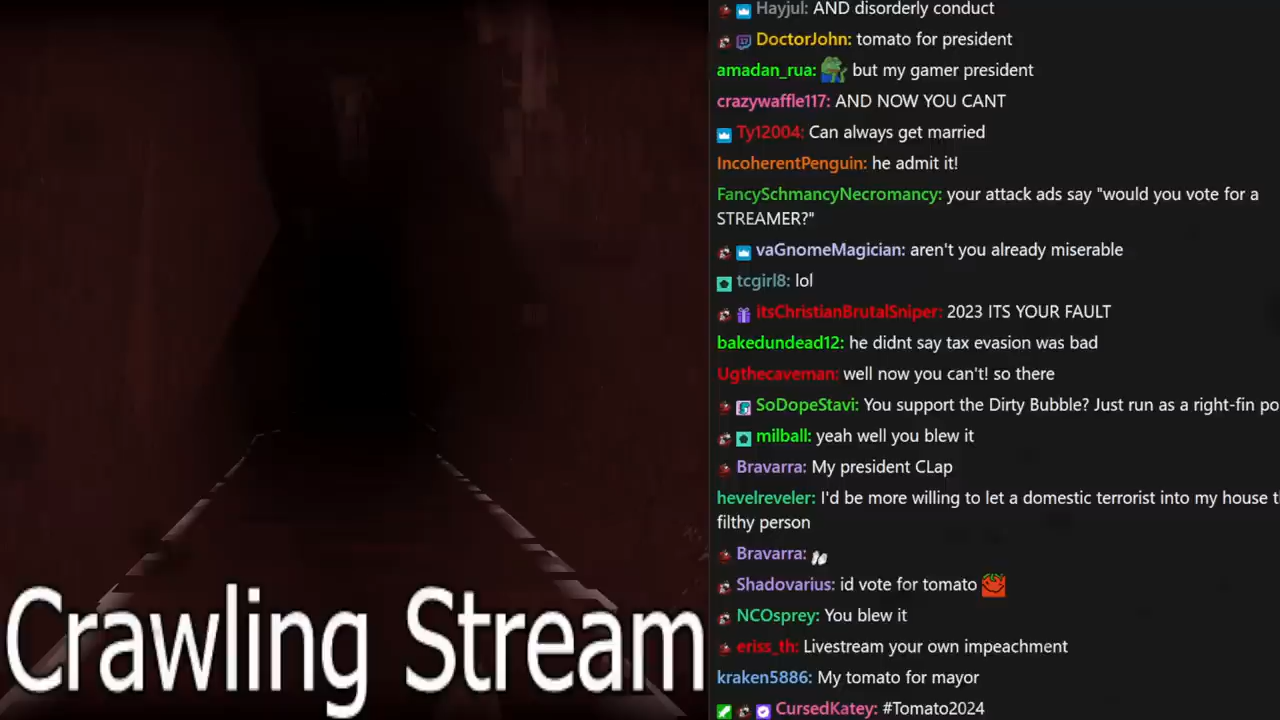 Hayjul: AND disorderly conduct
DoctorJohn: tomato for president
amadan_rua: but my gamer president
crazywaffle117: AND NOW YOU CANT
Ty12004: Can always get married
IncoherentPenguin: he admit it!
FancySchmancyNecromancy: your attack ads say "would you vote for a
STREAMER?"
vaGnomeMagician: aren't you already miserable
tcgirl8: lol
itsChristianBrutalSniper: 2023 ITS YOUR FAULT
bakedundead12: he didnt say tax evasion was bad
Ugthecaveman: well now you can't! so there
SoDopeStavi: You support the Dirty Bubble? Just run as a right-fin po
milball: yeah well you blew it
Bravarra: My president CLap
hevelreveler: I'd be more willing to let a domestic terrorist into my house t
filthy person
Bravarra:
Shadovarius: id vote for tomato
NCOsprey: You blew it
eriss_th: Livestream your own impeachment
kraken5886: My tomato for mayor
CursedKatey: #Tomato2024
Crawling Stream